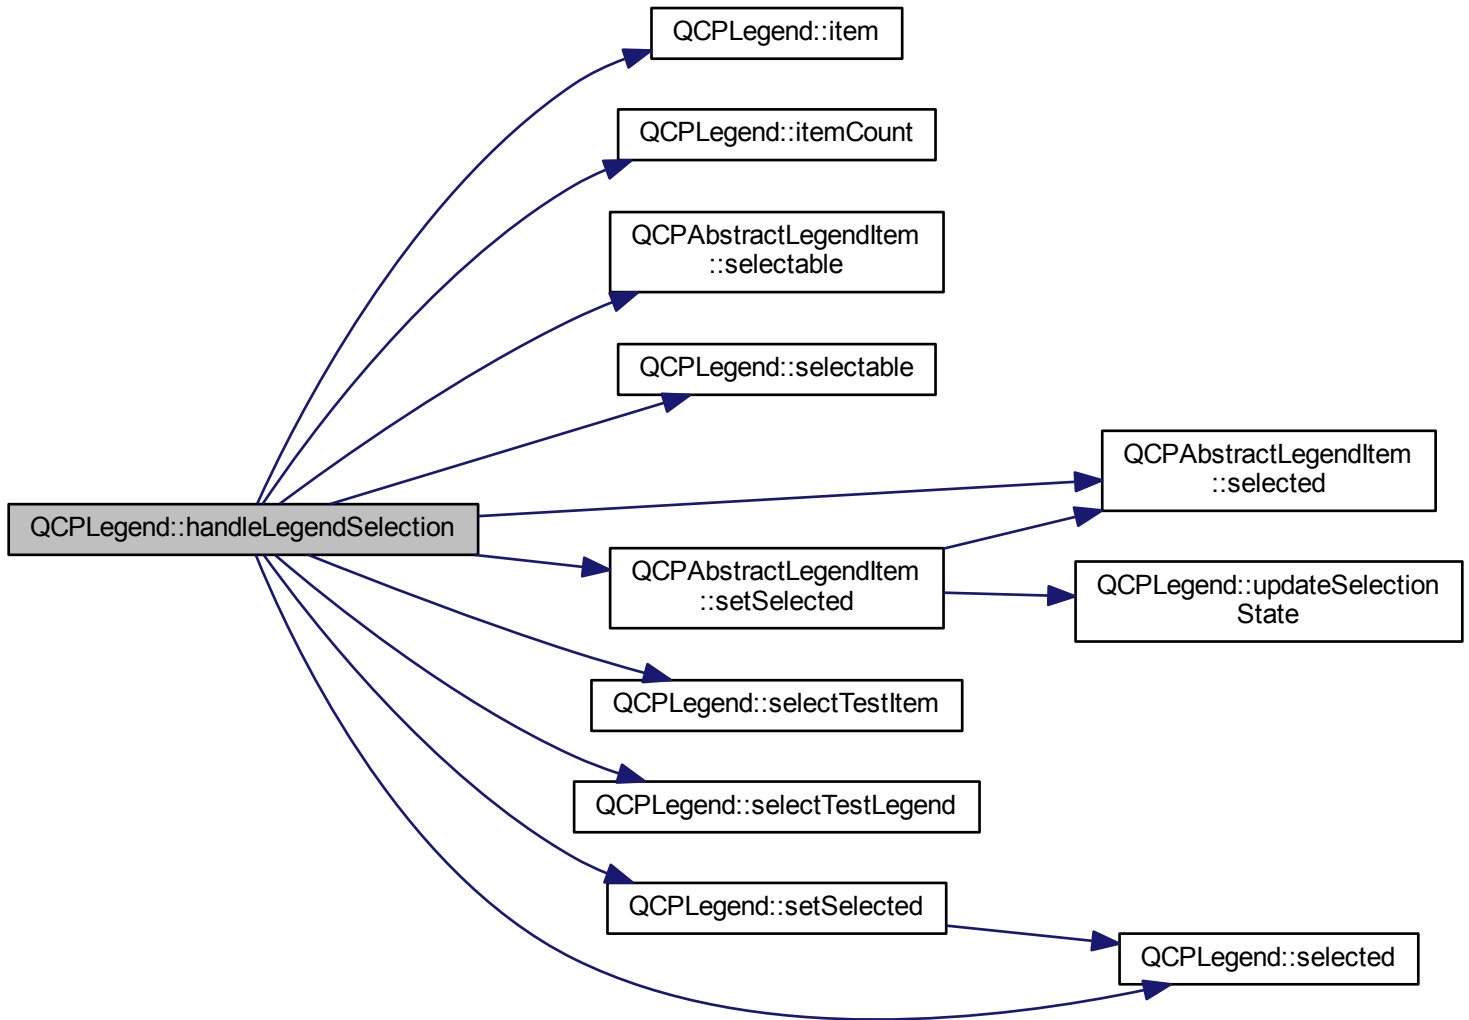 QCPLegend::item
QCPLegend::itemCount
QCPAbstractLegendItem
::selectable
QCPLegend::selectable
QCPAbstractLegendItem
::selected
QCPLegend::handleLegendSelection
QCPAbstractLegendItem
::setSelected
QCPLegend::updateSelection
State
QCPLegend::selectTestItem
QCPLegend::selectTestLegend
QCPLegend::setSelected
QCPLegend::selected